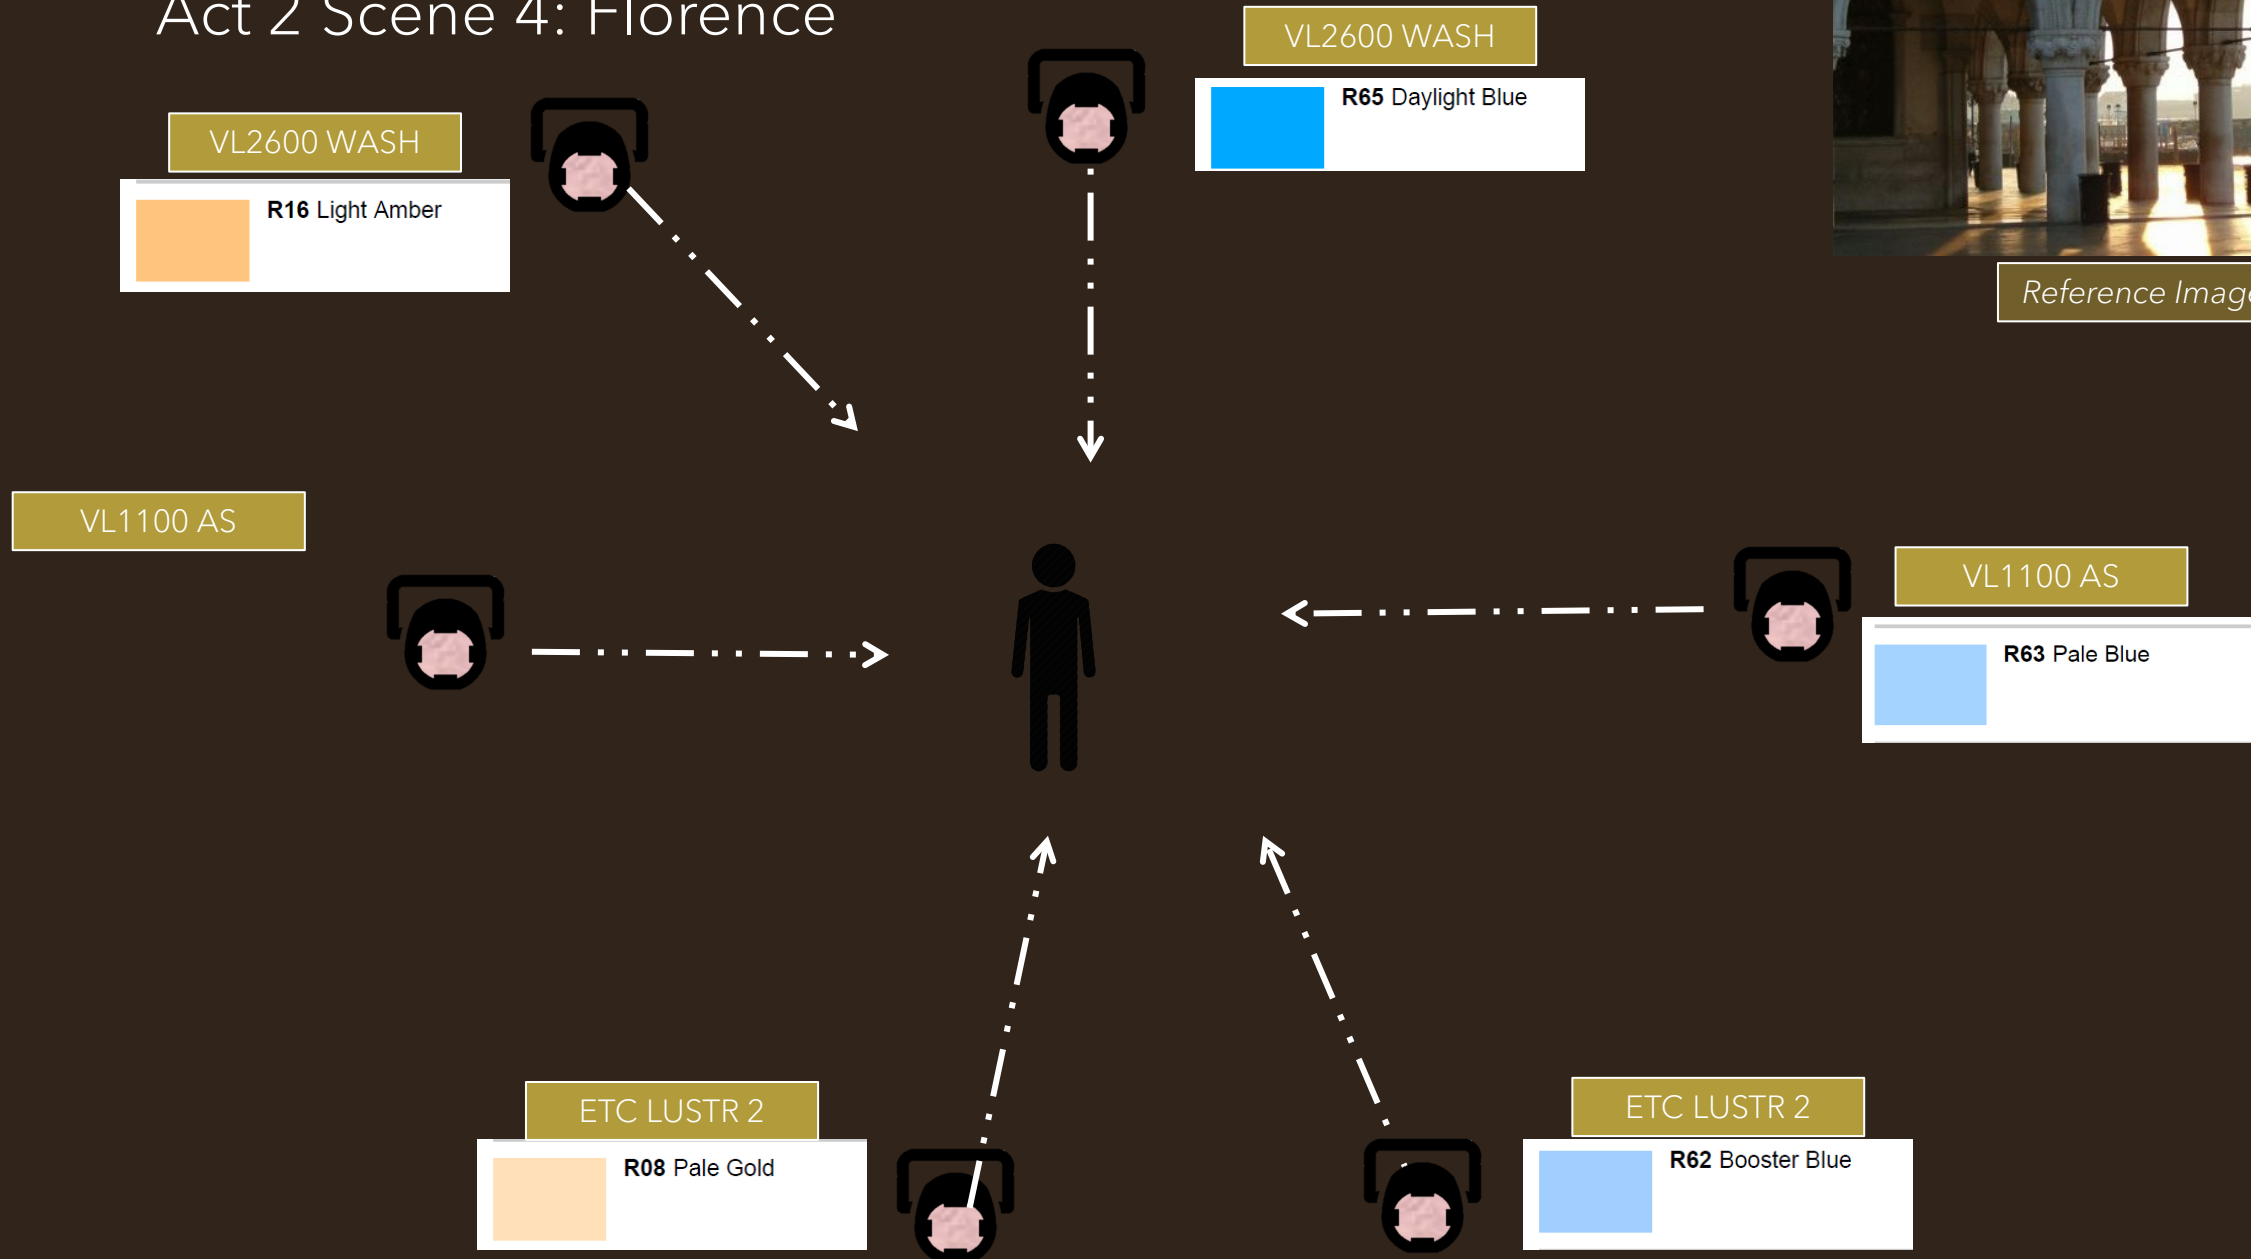 Act 2 Scene 4: Florence
VL2600 WASH
R65 Daylight Blue
VL2600 WASH
R16 Light Amber
Reference Image
VL1100 AS
VL1100 AS
R63 Pale Blue
ETC LUSTR 2
R08 Pale Gold
ETC LUSTR 2
R62 Booster Blue